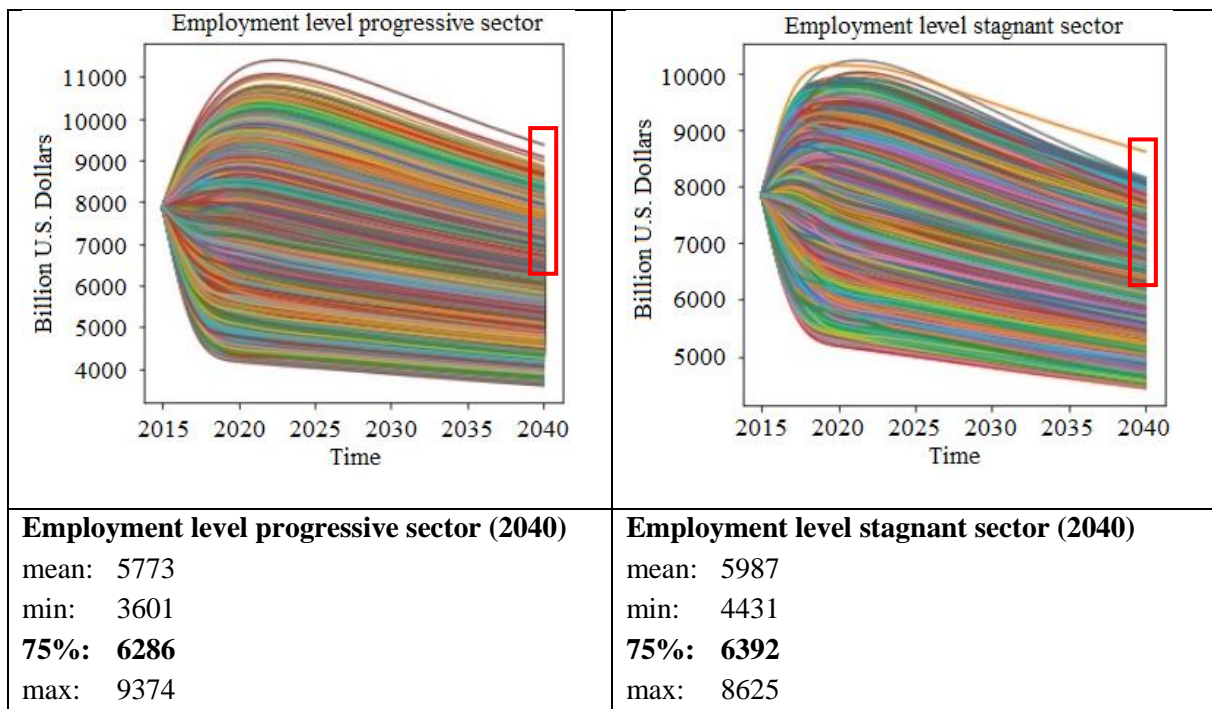 Employment level progressive sector
11000
10000
9000
8000
7000
6000
5000
4000
Billion U.S. Dollars
2015 2020 2025 2030 2035 2040
Time
Employment level stagnant sector
10000
9000
8000
7000
6000
5000
Billion U.S. Dollars
2015 2020 2025 2030 2035 2040
Time
Employment level progressive sector (2040)
mean: 5773
min: 3601
75%: 6286
max: 9374
Employment level stagnant sector (2040)
mean: 5987
min: 4431
75%: 6392
max: 8625